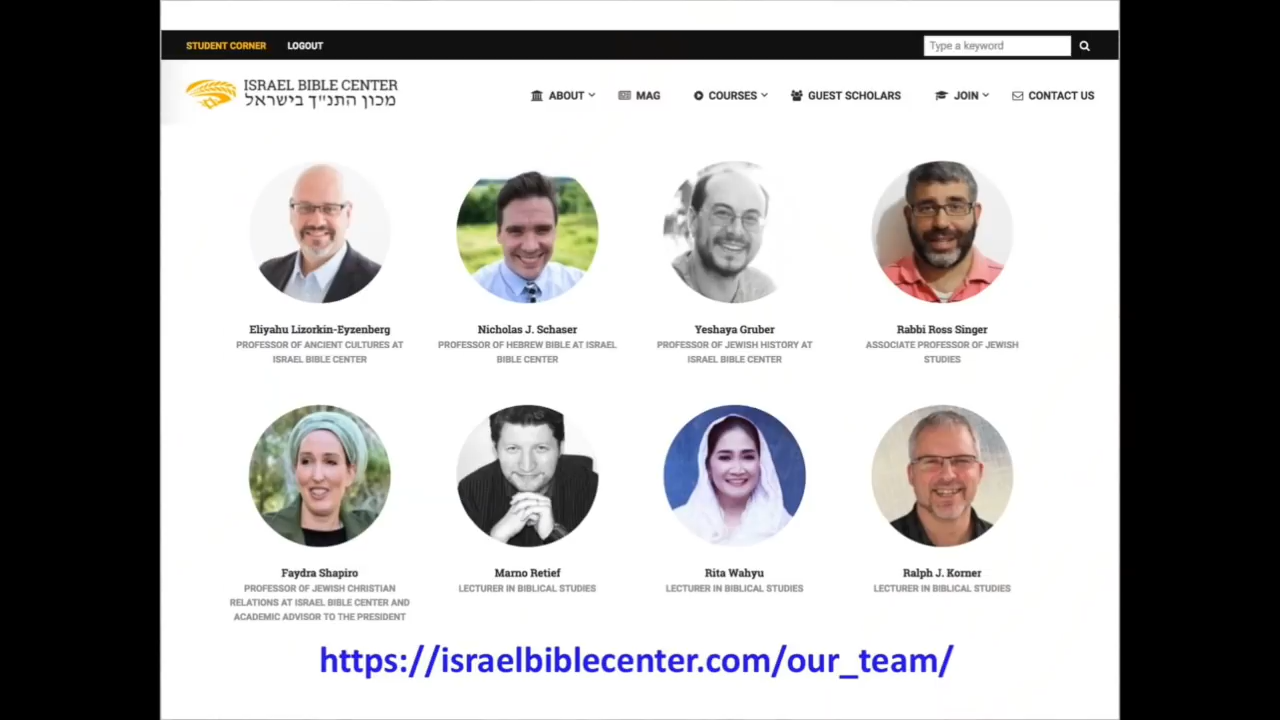 STUDENT CORNER LOGOUT Type a keyword
ISRAEL BIBLE CENTER
מכון התנ״ך בישראל
ABOUT MAG COURSES GUEST SCHOLARS JOIN CONTACT US
Eliyahu Lizorkin-Eyzenberg
PROFESSOR OF ANCIENT CULTURES AT
ISRAEL BIBLE CENTER
Nicholas J. Schaser
PROFESSOR OF HEBREW BIBLE AT ISRAEL
BIBLE CENTER
Yeshaya Gruber
PROFESSOR OF JEWISH HISTORY AT
ISRAEL BIBLE CENTER
Rabbi Ross Singer
ASSOCIATE PROFESSOR OF JEWISH
STUDIES
Faydra Shapiro
PROFESSOR OF JEWISH CHRISTIAN
RELATIONS AT ISRAEL BIBLE CENTER AND
ACADEMIC ADVISOR TO THE PRESIDENT
Marno Retief
LECTURER IN BIBLICAL STUDIES
Rita Wahyu
LECTURER IN BIBLICAL STUDIES
Ralph J. Korner
LECTURER IN BIBLICAL STUDIES
https://israelbiblecenter.com/our_team/